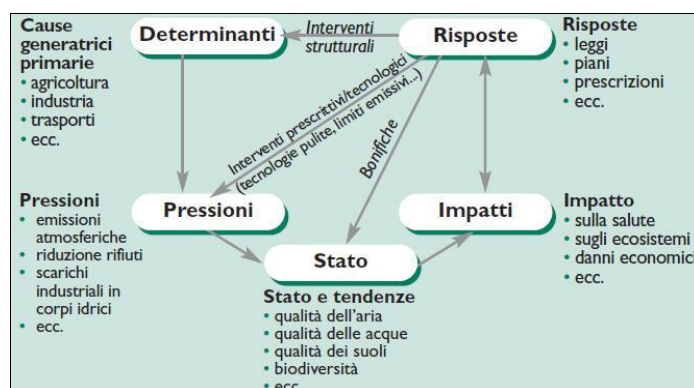 Cause
generatrici
primarie
• agricoltura
• industria
• trasporti
• ecc.
Determinanti
Interventi
strutturali
Risposte
Risposte
• leggi
• piani
• prescrizioni
• ecc.
Interventi prescrittivi/tecnologici
(tecnologie pulite, limiti emissivi...)
Bonifiche
Pressioni
• emissioni
atmosferiche
• riduzione rifiuti
• scarichi
industriali in
corpi idrici
• ecc.
Pressioni
Impatti
Impatto
• sulla salute
• sugli ecosistemi
• danni economici
• ecc.
Stato
Stato e tendenze
• qualità dell'aria
• qualità delle acque
• qualità dei suoli
• biodiversità
• ecc